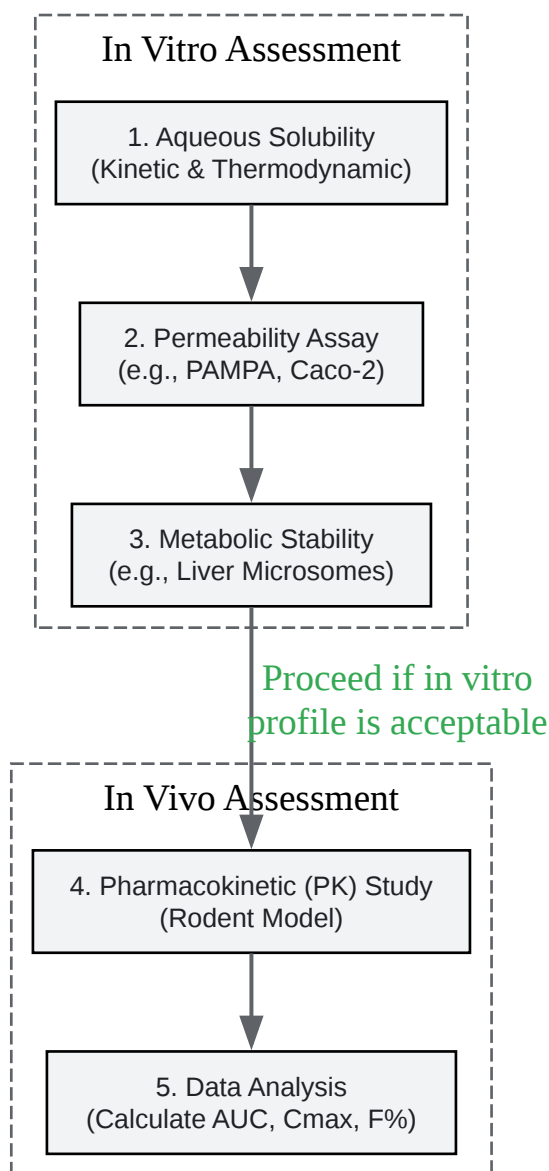 In Vitro Assessment
1. Aqueous Solubility
(Kinetic & Thermodynamic)
2. Permeability Assay
(e.g., PAMPA, Caco-2)
3. Metabolic Stability
(e.g., Liver Microsomes)
Proceed if in vitro
profile is acceptable
In Vivo Assessment
4. Pharmacokinetic (PK) Study
(Rodent Model)
5. Data Analysis
(Calculate AUC, Cmax, F%)